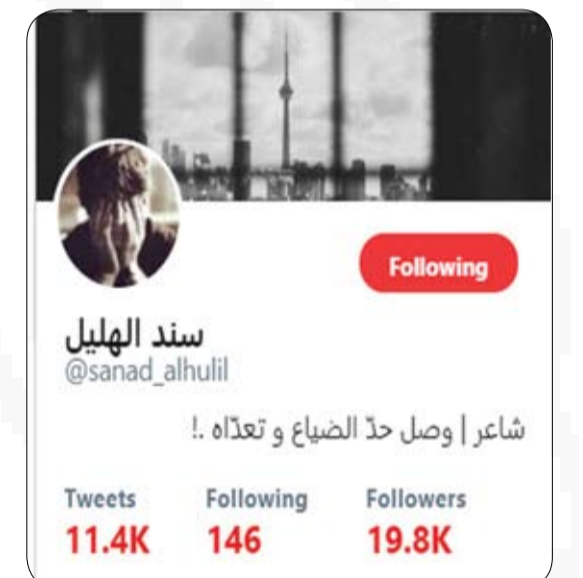 Following
سند الهليل
@sanad_alhulil
شاعر | وصل حدّ الضياع و تعدّاه .!
Tweets Following Followers
11.4K 146 19.8K